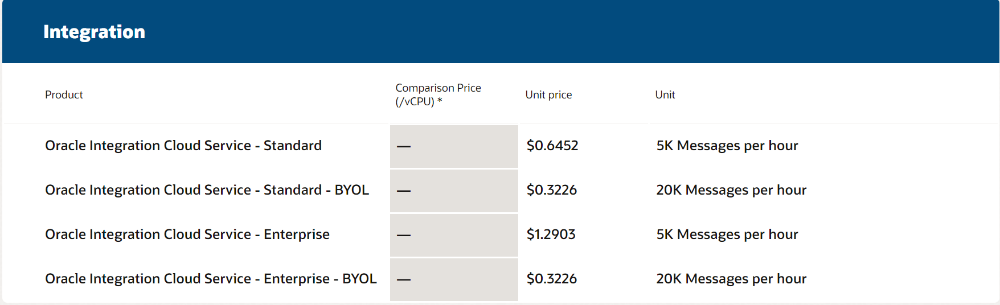 Integration
Product
Comparison Price
(/vCPU) *
Unit price
Unit
Oracle Integration Cloud Service - Standard — $0.6452 5K Messages per hour
Oracle Integration Cloud Service - Standard - BYOL — $0.3226 20K Messages per hour
Oracle Integration Cloud Service - Enterprise — $1.2903 5K Messages per hour
Oracle Integration Cloud Service - Enterprise - BYOL — $0.3226 20K Messages per hour